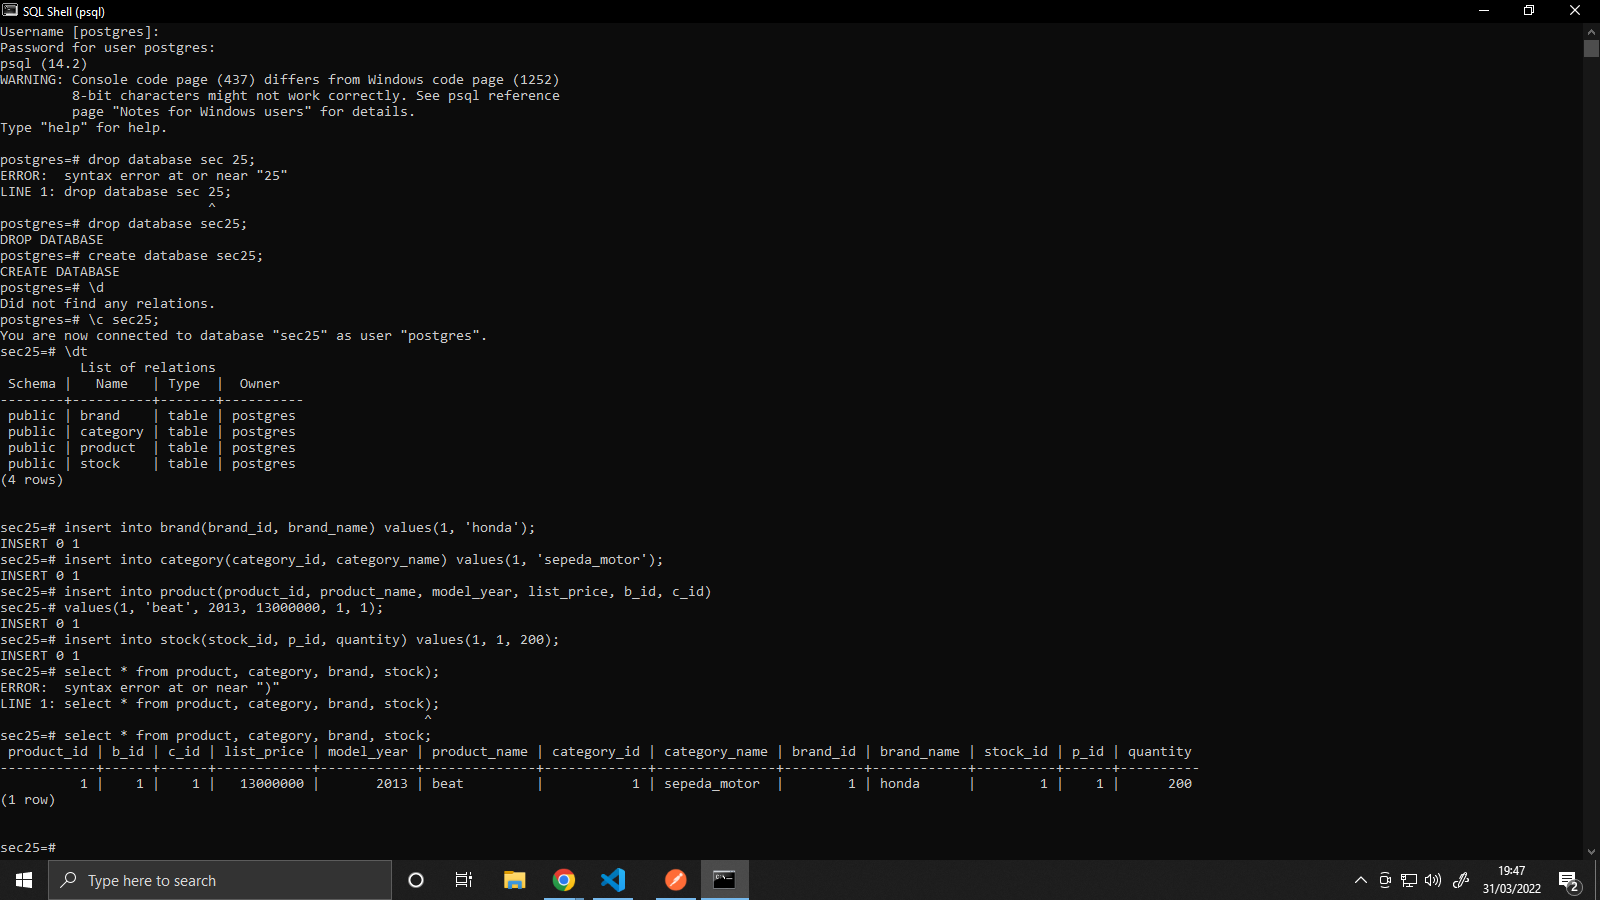 SQL Shell (psql)
Username [postgres]:
Password for user postgres:
psql (14.2)
WARNING: Console code page (437) differs from Windows code page (1252)
         8-bit characters might not work correctly. See psql reference
         page "Notes for Windows users" for details.
Type "help" for help.

postgres=# drop database sec 25;
ERROR:  syntax error at or near "25"
LINE 1: drop database sec 25;
                          ^
postgres=# drop database sec25;
DROP DATABASE
postgres=# create database sec25;
CREATE DATABASE
postgres=# \d
Did not find any relations.
postgres=# \c sec25;
You are now connected to database "sec25" as user "postgres".
sec25=# \dt
          List of relations
 Schema |   Name   | Type  |  Owner
--------+----------+-------+----------
 public | brand    | table | postgres
 public | category | table | postgres
 public | product  | table | postgres
 public | stock    | table | postgres
(4 rows)


sec25=# insert into brand(brand_id, brand_name) values(1, 'honda');
INSERT 0 1
sec25=# insert into category(category_id, category_name) values(1, 'sepeda_motor');
INSERT 0 1
sec25=# insert into product(product_id, product_name, model_year, list_price, b_id, c_id)
sec25-# values(1, 'beat', 2013, 13000000, 1, 1);
INSERT 0 1
sec25=# insert into stock(stock_id, p_id, quantity) values(1, 1, 200);
INSERT 0 1
sec25=# select * from product, category, brand, stock);
ERROR:  syntax error at or near ")"
LINE 1: select * from product, category, brand, stock);
                                                     ^
sec25=# select * from product, category, brand, stock;
 product_id | b_id | c_id | list_price | model_year | product_name | category_id | category_name | brand_id | brand_name | stock_id | p_id | quantity
------------+------+------+------------+------------+--------------+-------------+---------------+----------+------------+----------+------+----------
          1 |    1 |    1 |   13000000 |       2013 | beat         |           1 | sepeda_motor  |        1 | honda      |        1 |    1 |      200
(1 row)


sec25=#
Type here to search
19:47
31/03/2022
2